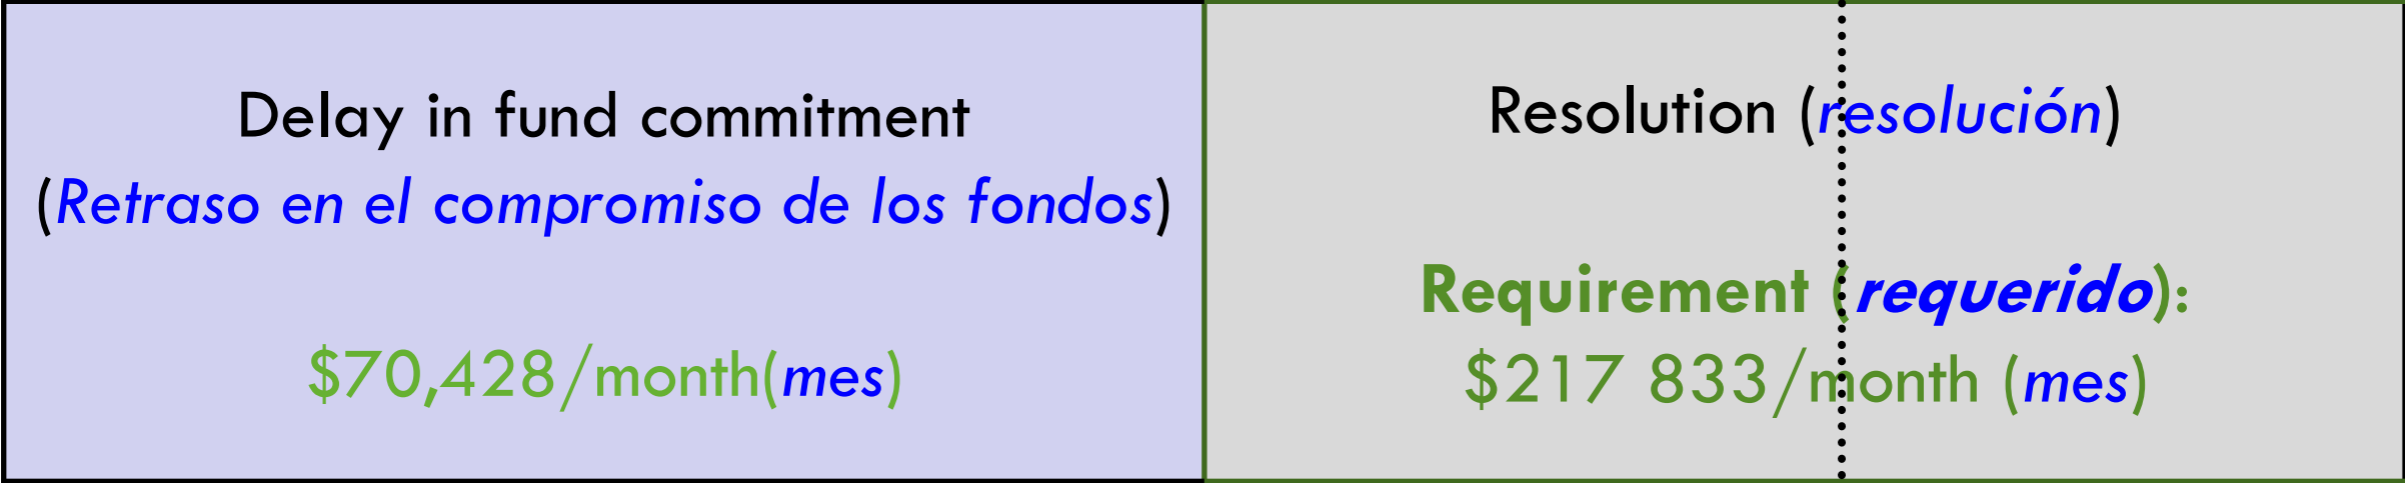 Delay in fund commitment
(Retraso en el compromiso de los fondos)
$70,428/month(mes)
Resolution (resolución)
Requirement (requerido):
$217 833/month (mes)